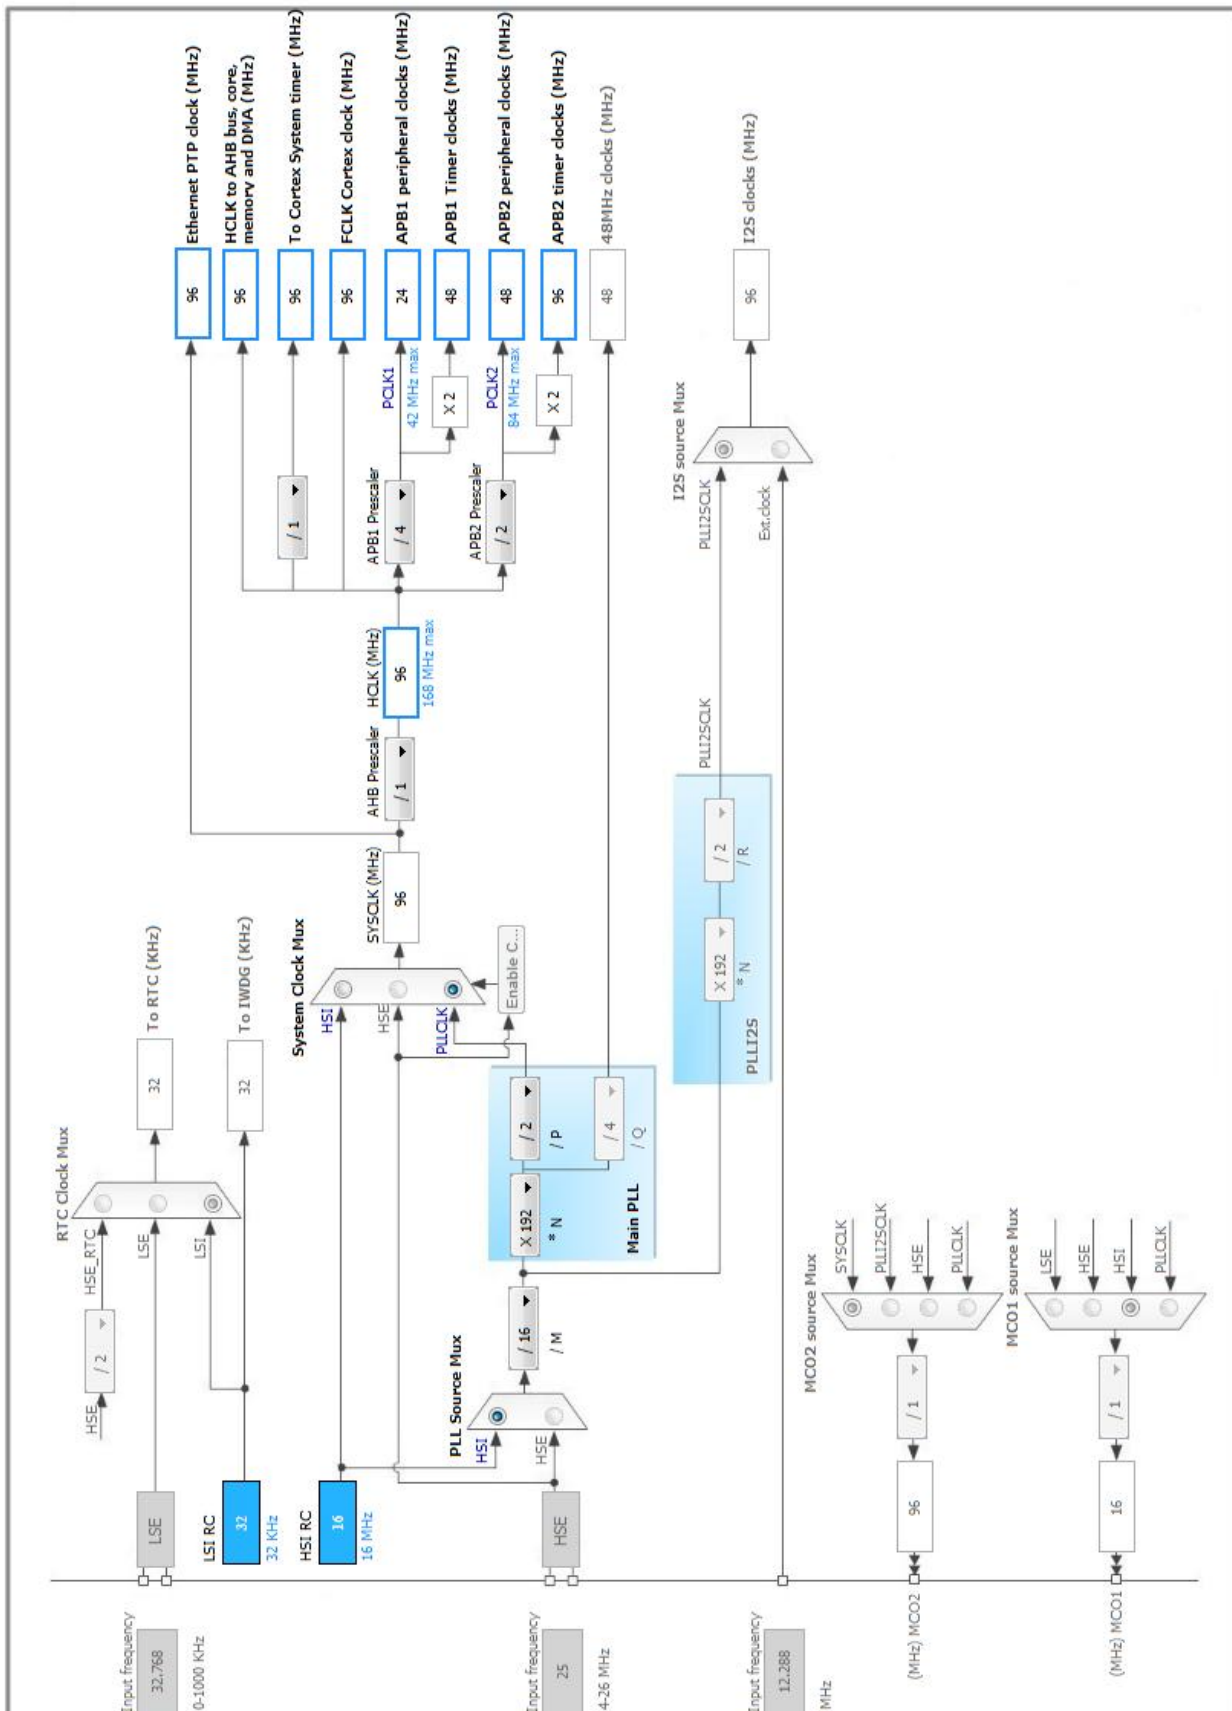 Input frequency
32.768
0-1000 KHz
LSE
LSI RC
32
32 KHz
HSI RC
16
16 MHz
HSE
/ 2
HSE_RTC
LSE
LSI
RTC Clock Mux
32
To RTC (KHz)
32
To IWDG (KHz)
Input frequency
25
4-26 MHz
HSE
PLL Source Mux
HSI
HSE
/ 16
/ M
Main PLL
X 192
* N
/ 2
/ P
/ 4
/ Q
System Clock Mux
HSI
HSE
PLLCLK
Enable C...
SYSCLK (MHz)
96
AHB Prescaler
/ 1
HCLK (MHz)
96
168 MHz max
/ 1
APB1 Prescaler
/ 4
APB2 Prescaler
/ 2
PCLK1
42 MHz max
X 2
PCLK2
84 MHz max
X 2
96
Ethernet PTP clock (MHz)
96
HCLK to AHB bus, core,
memory and DMA (MHz)
96
To Cortex System timer (MHz)
96
FCLK Cortex clock (MHz)
24
APB1 peripheral clocks (MHz)
48
APB1 Timer clocks (MHz)
48
APB2 peripheral clocks (MHz)
96
APB2 timer clocks (MHz)
48
48MHz clocks (MHz)
PLLI2S
X 192
* N
/ 2
/ R
PLLI2SCLK
I2S source Mux
PLLI2SCLK
Ext.clock
96
I2S clocks (MHz)
Input frequency
12.288
MHz
(MHz) MCO2
96
/ 1
MCO2 source Mux
SYSCLK
PLLI2SCLK
HSE
PLLCLK
(MHz) MCO1
16
/ 1
MCO1 source Mux
LSE
HSE
HSI
PLLCLK